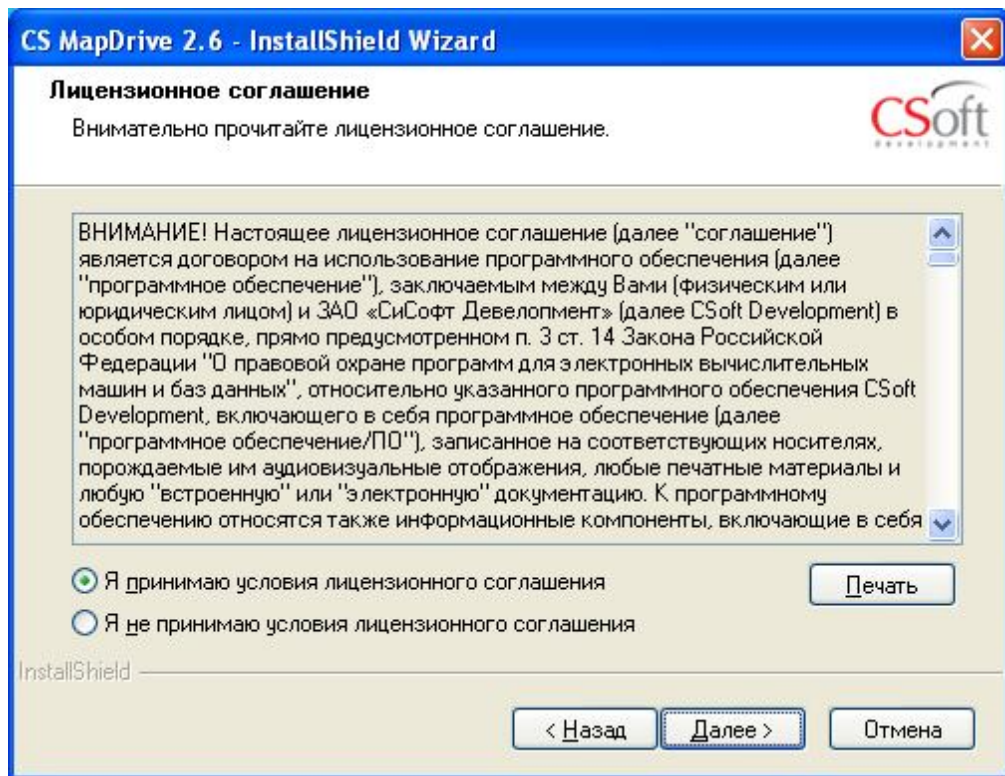 CS MapDrive 2.6 - InstallShield Wizard
Лицензионное соглашение
Внимательно прочитайте лицензионное соглашение.
CSoft
development
ВНИМАНИЕ! Настоящее лицензионное соглашение (далее "соглашение")
является договором на использование программного обеспечения (далее
"программное обеспечение"), заключаемым между Вами (физическим или
юридическим лицом) и ЗАО «СиСофт Девелопмент» (далее CSoft Development) в
особом порядке, прямо предусмотренном п. 3 ст. 14 Закона Российской
Федерации "О правовой охране программ для электронных вычислительных
машин и баз данных", относительно указанного программного обеспечения CSoft
Development, включающего в себя программное обеспечение (далее
"программное обеспечение/ПО"), записанное на соответствующих носителях,
порождаемые им аудиовизуальные отображения, любые печатные материалы и
любую "встроенную" или "электронную" документацию. К программному
обеспечению относятся также информационные компоненты, включающие в себя
Я принимаю условия лицензионного соглашения
Печать
Я не принимаю условия лицензионного соглашения
InstallShield
< Назад
Далее >
Отмена